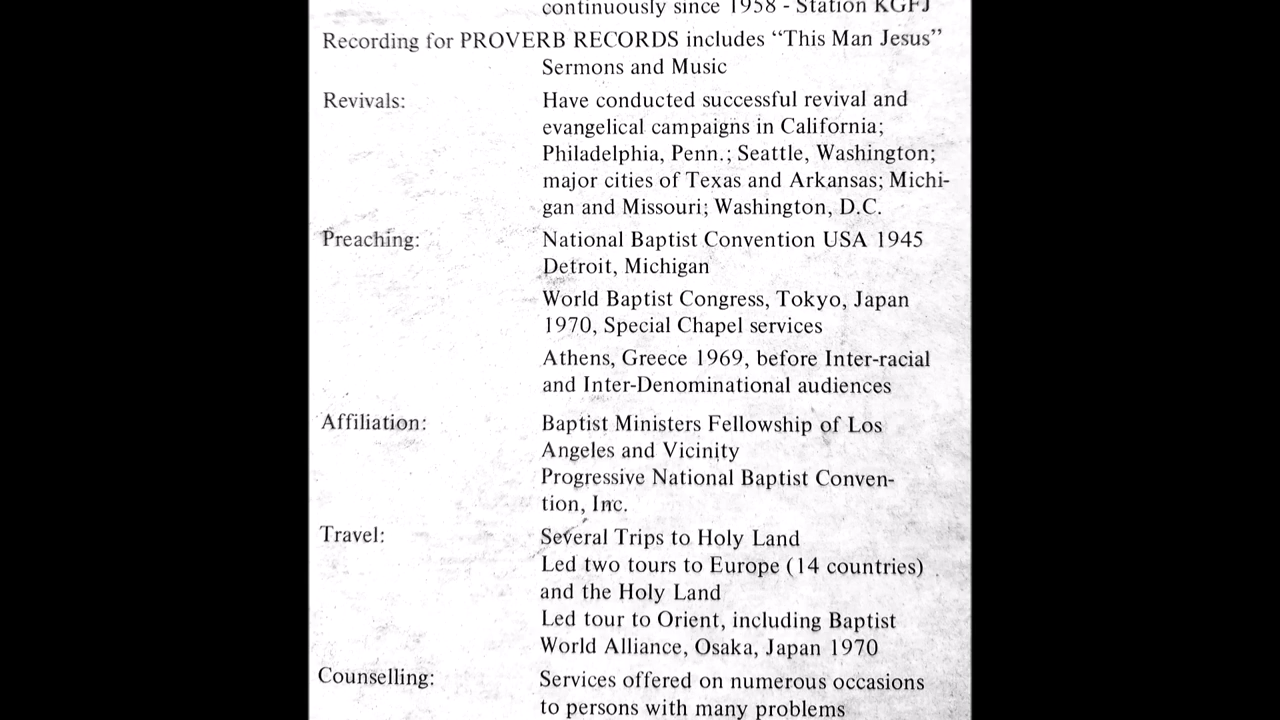 continuously since 1958 - Station KGFJ
Recording for PROVERB RECORDS includes “This Man Jesus”
Sermons and Music
Revivals: Have conducted successful revival and
evangelical campaigns in California;
Philadelphia, Penn.; Seattle, Washington;
major cities of Texas and Arkansas; Michi-
gan and Missouri; Washington, D.C.
Preaching: National Baptist Convention USA 1945
Detroit, Michigan
World Baptist Congress, Tokyo, Japan
1970, Special Chapel services
Athens, Greece 1969, before Inter-racial
and Inter-Denominational audiences
Affiliation: Baptist Ministers Fellowship of Los
Angeles and Vicinity
Progressive National Baptist Conven-
tion, Inc.
Travel: Several Trips to Holy Land
Led two tours to Europe (14 countries)
and the Holy Land
Led tour to Orient, including Baptist
World Alliance, Osaka, Japan 1970
Counselling: Services offered on numerous occasions
to persons with many problems